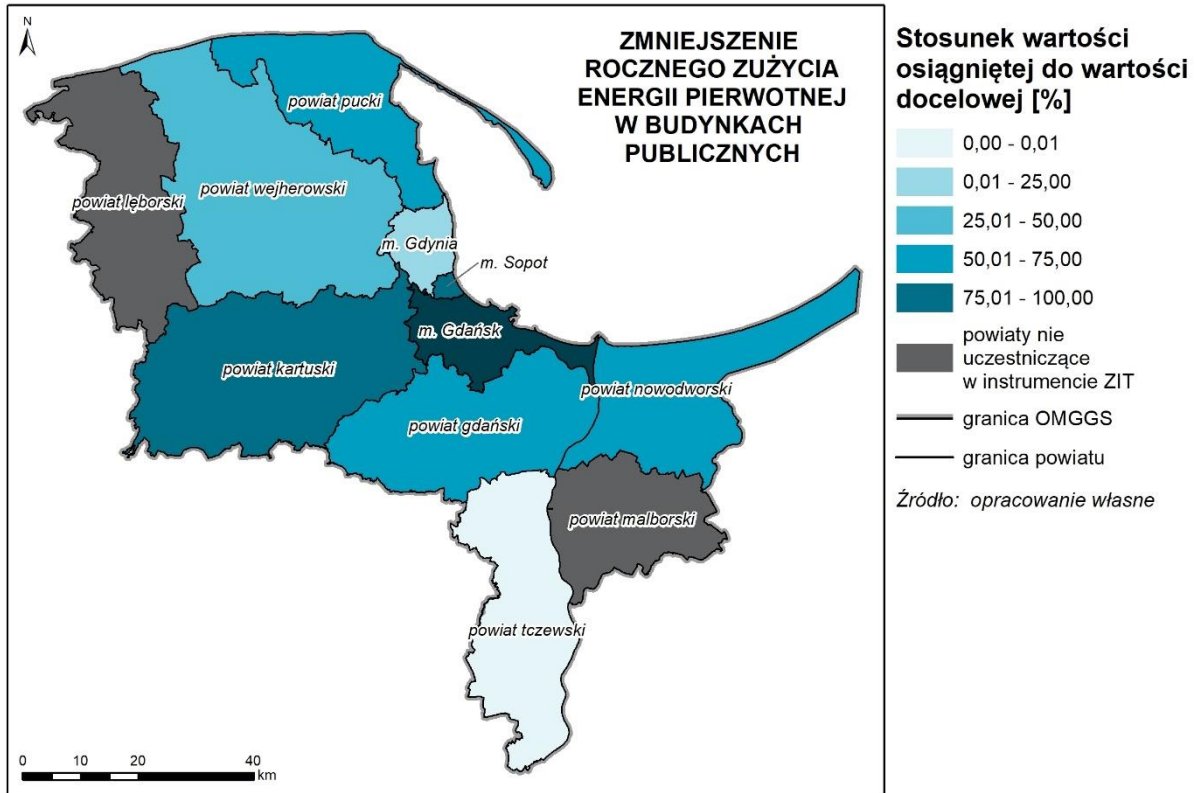 N
ZMNIEJSZENIE
ROCZNEGO ZUŻYCIA
ENERGII PIERWOTNEJ
W BUDYNKACH
PUBLICZNYCH
powiat pucki
powiat wejherowski
powiat lęborski
m. Gdynia
m. Sopot
m. Gdańsk
powiat kartuski
powiat nowodworski
powiat gdański
powiat malborski
powiat tczewski
0 10 20 40
km
Stosunek wartości
osiągniętej do wartości
docelowej [%]
0,00 - 0,01
0,01 - 25,00
25,01 - 50,00
50,01 - 75,00
75,01 - 100,00
powiaty nie
uczestniczące
w instrumencie ZIT
granica OMGGS
granica powiatu
Źródło: opracowanie własne